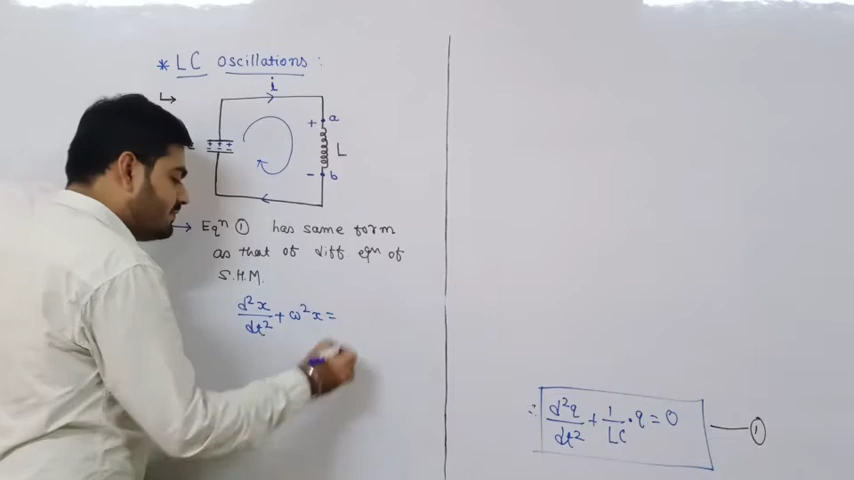 * LC oscillations :
i
+ a
L
- b
→ Eqⁿ ① has same form
as that of diff eqn of
S.H.M.
d²x/dt² + ω²x =
∴ d²q/dt² + 1/LC · q = 0 — ①